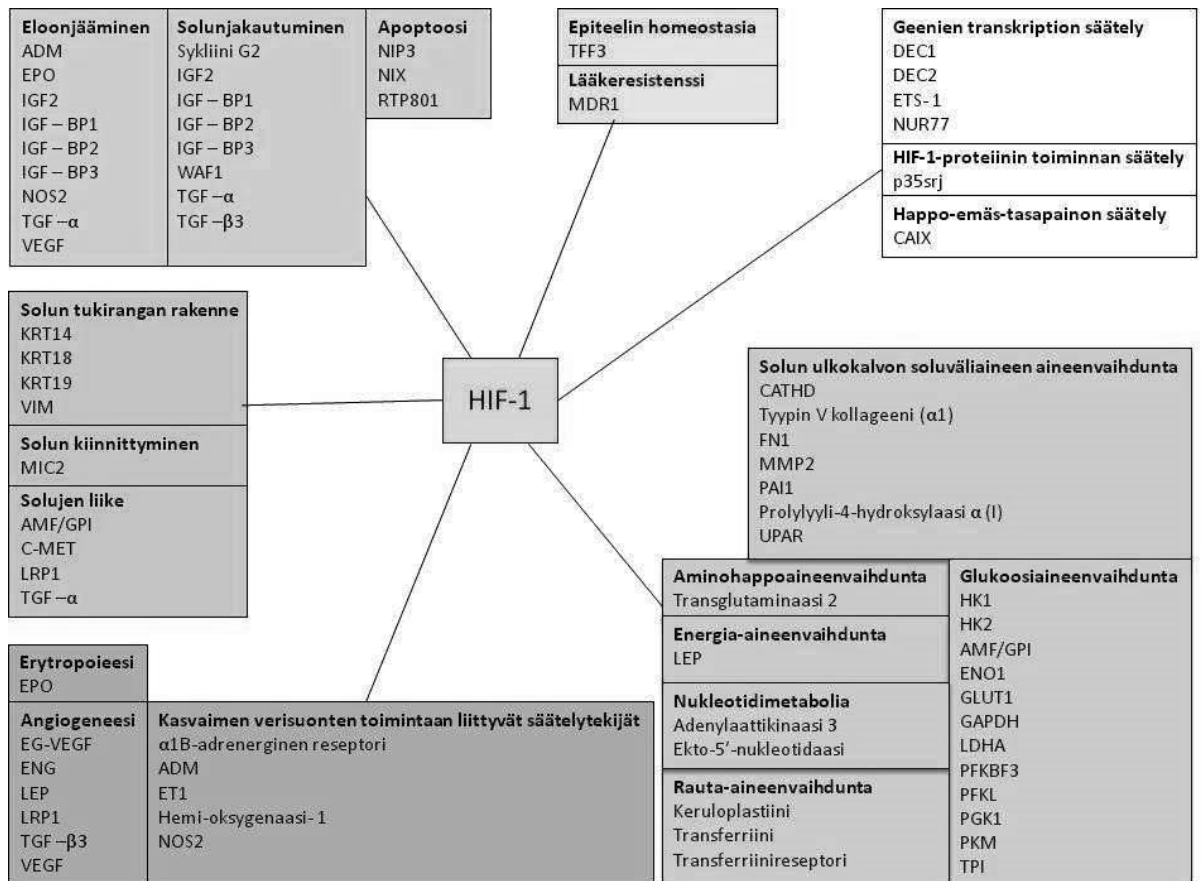 Eloonjääminen
ADM
EPO
IGF2
IGF – BP1
IGF – BP2
IGF – BP3
NOS2
TGF –α
VEGF
Solunjakautuminen
Sykliini G2
IGF2
IGF – BP1
IGF – BP2
IGF – BP3
WAF1
TGF –α
TGF –β3
Apoptoosi
NIP3
NIX
RTP801
Epiteelin homeostasia
TFF3
Lääkeresistenssi
MDR1
Geenien transkription säätely
DEC1
DEC2
ETS- 1
NUR77
HIF-1-proteiinin toiminnan säätely
p35srj
Happo-emäs-tasapainon säätely
CAIX
Solun tukirangan rakenne
KRT14
KRT18
KRT19
VIM
Solun kiinnittyminen
MIC2
Solujen liike
AMF/GPI
C-MET
LRP1
TGF –α
HIF-1
Solun ulkokalvon soluväliaineen aineenvaihdunta
CATHD
Tyypin V kollageeni (α1)
FN1
MMP2
PAI1
Prolylyyli-4-hydroksylaasi α (I)
UPAR
Aminohappoaineenvaihdunta
Transglutaminaasi 2
Energia-aineenvaihdunta
LEP
Nukleotidimetabolia
Adenylaattikinaasi 3
Ekto-5′-nukleotidaasi
Rauta-aineenvaihdunta
Keruloplastiini
Transferriini
Transferriinireseptori
Glukoosiaineenvaihdunta
HK1
HK2
AMF/GPI
ENO1
GLUT1
GAPDH
LDHA
PFKBF3
PFKL
PGK1
PKM
TPI
Erytropoieesi
EPO
Angiogeneesi
EG-VEGF
ENG
LEP
LRP1
TGF –β3
VEGF
Kasvaimen verisuonten toimintaan liittyvät säätelytekijät
α1B-adrenerginen reseptori
ADM
ET1
Hemi-oksygenaasi- 1
NOS2